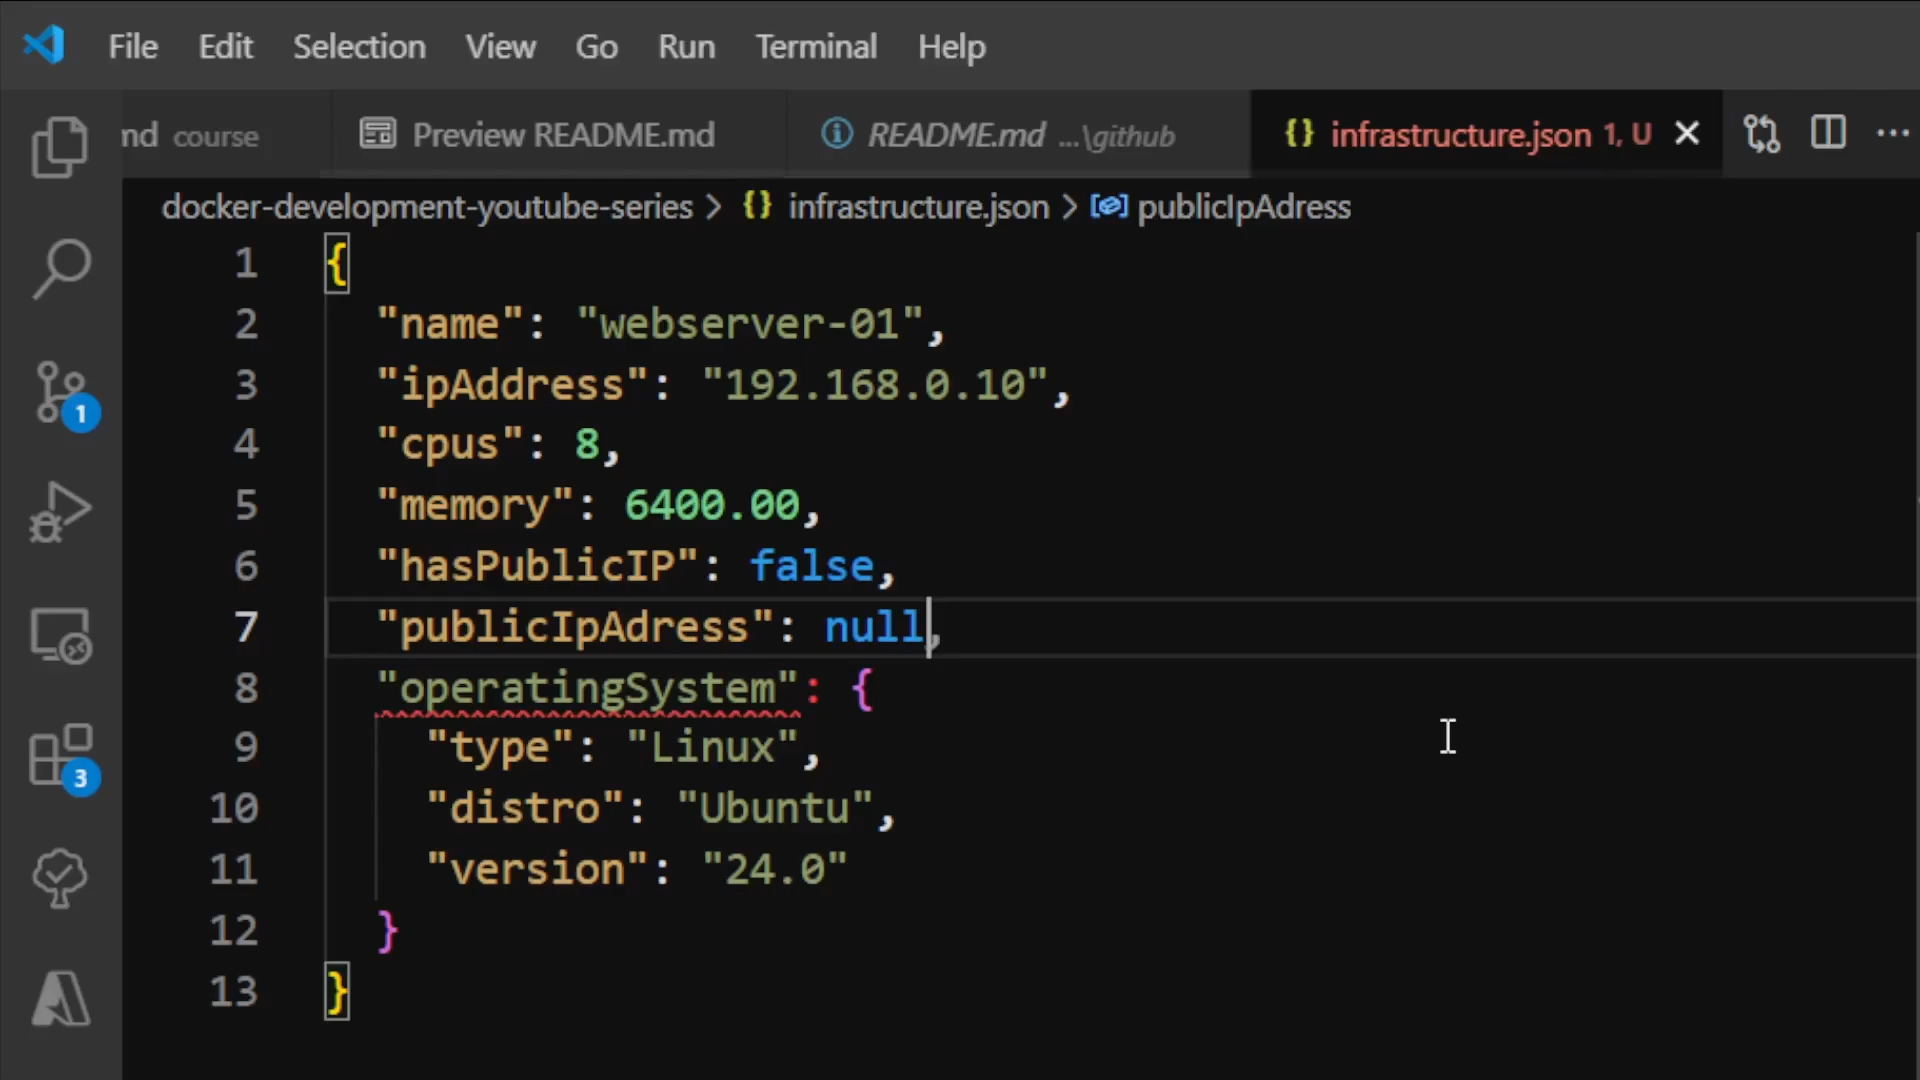 File Edit Selection View Go Run Terminal Help
md course Preview README.md README.md ...\github {} infrastructure.json 1, U
docker-development-youtube-series > {} infrastructure.json > publicIpAdress
1 {
2 "name": "webserver-01",
3 "ipAddress": "192.168.0.10",
4 "cpus": 8,
5 "memory": 6400.00,
6 "hasPublicIP": false,
7 "publicIpAdress": null,
8 "operatingSystem": {
9 "type": "Linux",
10 "distro": "Ubuntu",
11 "version": "24.0"
12 }
13 }
1
3